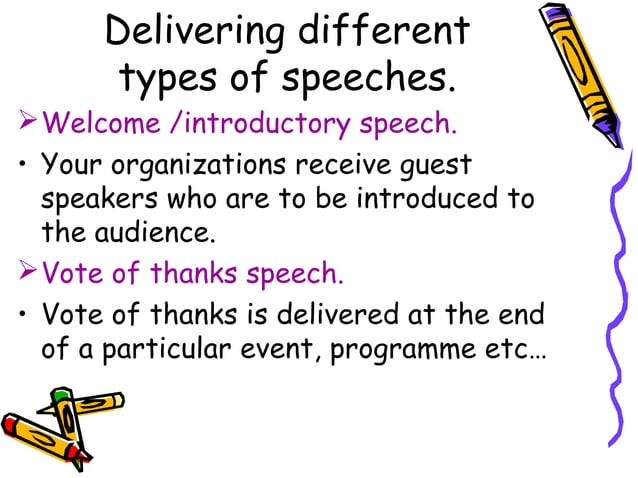 Delivering different
types of speeches.
➢Welcome /introductory speech.
• Your organizations receive guest
speakers who are to be introduced to
the audience.
➢Vote of thanks speech.
• Vote of thanks is delivered at the end
of a particular event, programme etc…